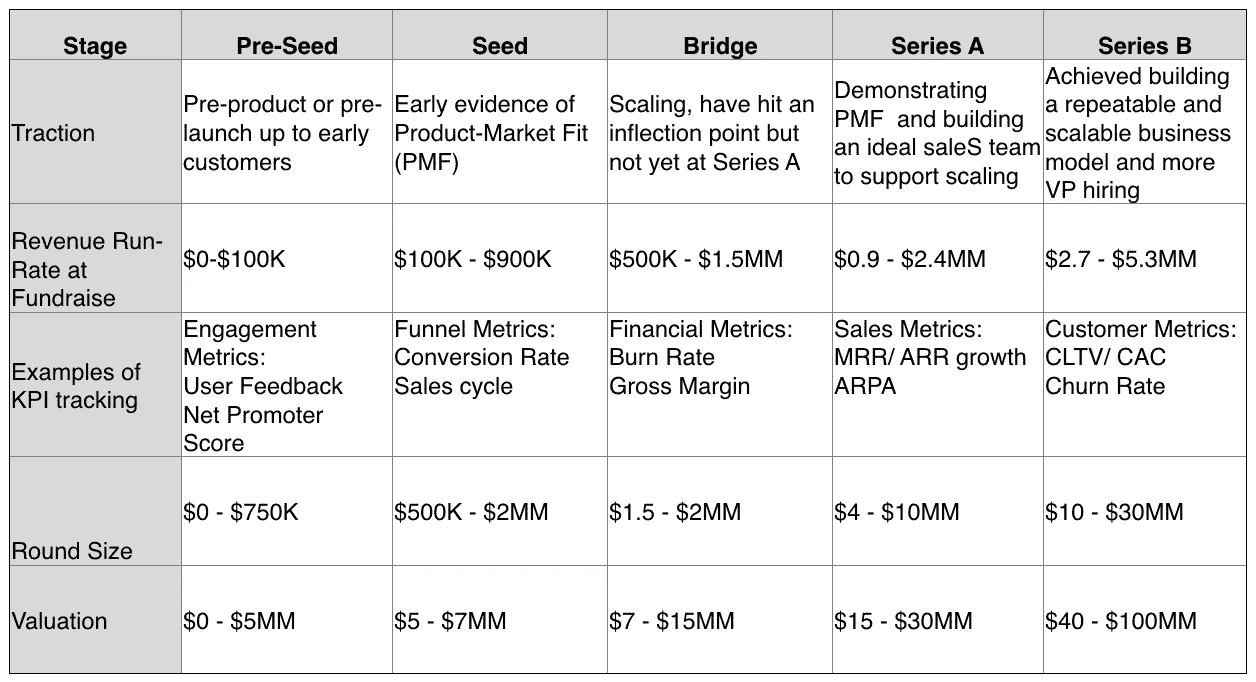 Stage
Pre-Seed
Seed
Bridge
Series A
Series B
Traction
Pre-product or pre-
launch up to early
customers
Early evidence of
Product-Market Fit
(PMF)
Scaling, have hit an
inflection point but
not yet at Series A
Demonstrating
PMF  and building
an ideal saleS team
to support scaling
Achieved building
a repeatable and
scalable business
model and more
VP hiring
Revenue Run-
Rate at
Fundraise
$0-$100K
$100K - $900K
$500K - $1.5MM
$0.9 - $2.4MM
$2.7 - $5.3MM
Examples of
KPI tracking
Engagement
Metrics:
User Feedback
Net Promoter
Score
Funnel Metrics:
Conversion Rate
Sales cycle
Financial Metrics:
Burn Rate
Gross Margin
Sales Metrics:
MRR/ ARR growth
ARPA
Customer Metrics:
CLTV/ CAC
Churn Rate
Round Size
$0 - $750K
$500K - $2MM
$1.5 - $2MM
$4 - $10MM
$10 - $30MM
Valuation
$0 - $5MM
$5 - $7MM
$7 - $15MM
$15 - $30MM
$40 - $100MM